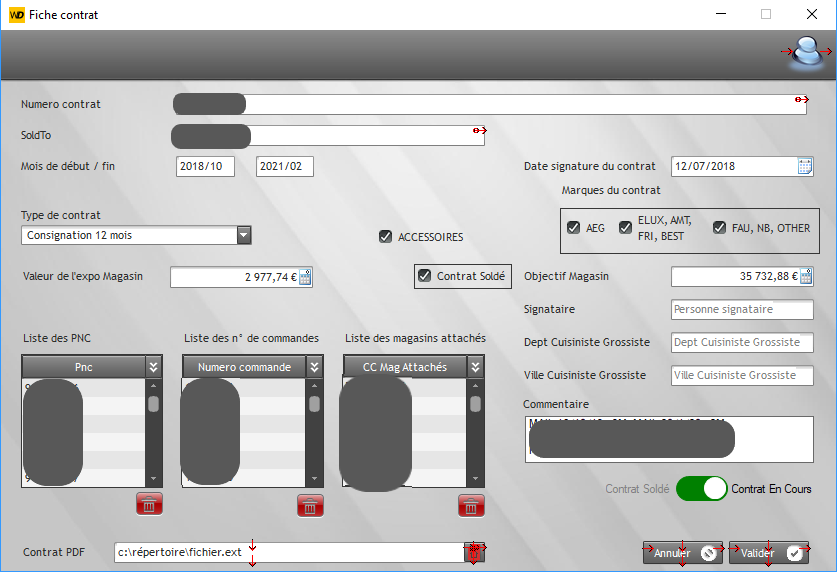 WD Fiche contrat
Numero contrat
SoldTo
Mois de début / fin 2018/10 2021/02 Date signature du contrat 12/07/2018
Marques du contrat
Type de contrat
Consignation 12 mois
ACCESSOIRES
AEG
ELUX, AMT,
FRI, BEST
FAU, NB, OTHER
Valeur de l'expo Magasin 2 977,74 € Contrat Soldé Objectif Magasin 35 732,88 €
Signataire Personne signataire
Liste des PNC Liste des n° de commandes Liste des magasins attachés
Dept Cuisiniste Grossiste Dept Cuisiniste Grossiste
Pnc Numero commande CC Mag Attachés
Ville Cuisiniste Grossiste Ville Cuisiniste Grossiste
Commentaire
Contrat Soldé Contrat En Cours
Contrat PDF c:\répertoire\fichier.ext
Annuler Valider